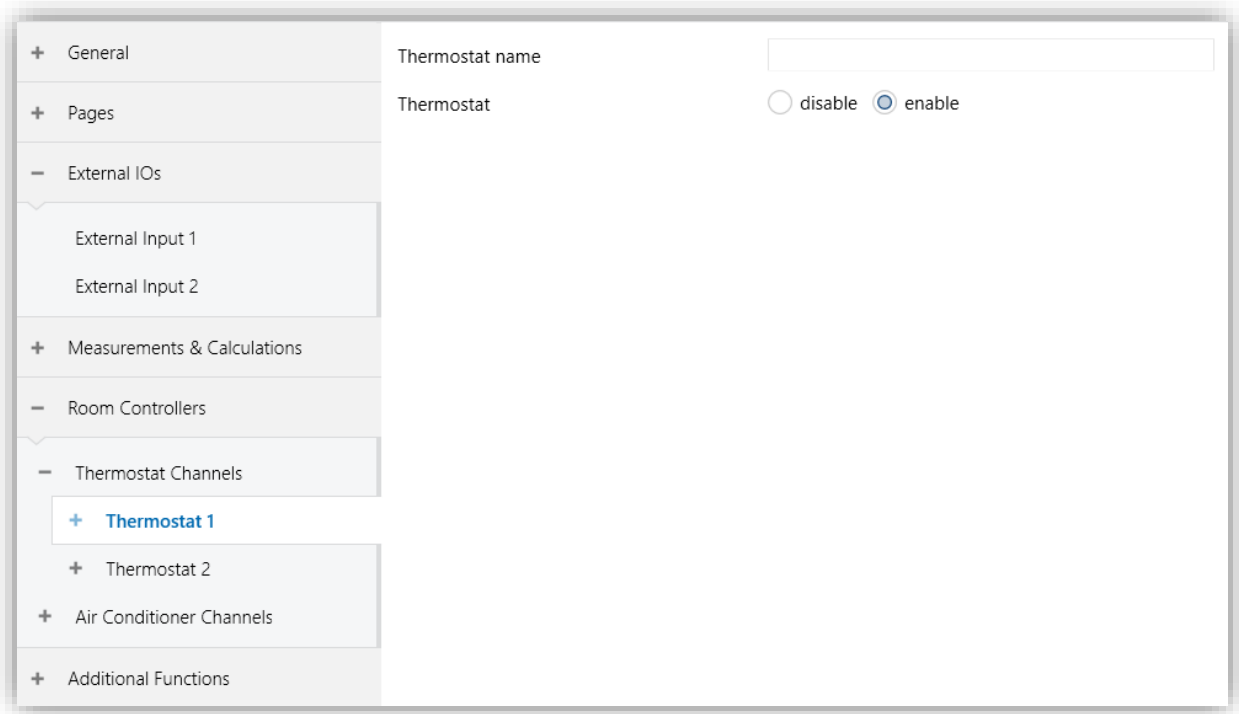 General
Pages
External IOs
External Input 1
External Input 2
Measurements & Calculations
Room Controllers
Thermostat Channels
Thermostat 1
Thermostat 2
Air Conditioner Channels
Additional Functions
Thermostat name
Thermostat disable enable